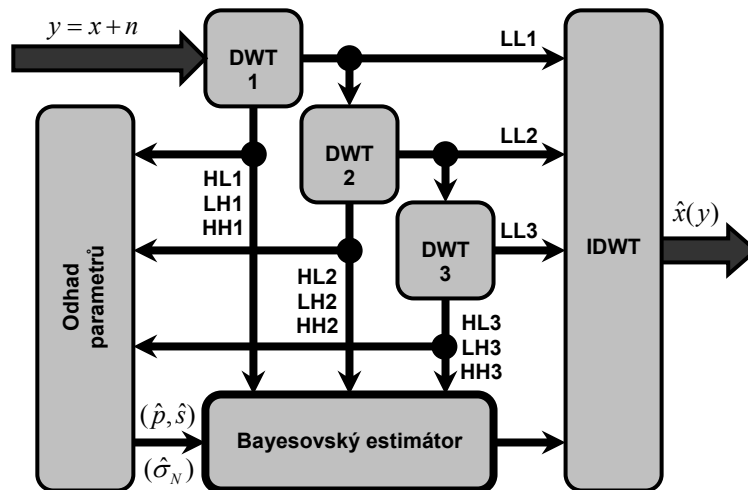 y = x + n
DWT
1
LL1
DWT
2
LL2
HL1
LH1
HH1
x̂(y)
DWT
3
LL3
IDWT
Odhad
parametrů
HL2
LH2
HH2
HL3
LH3
HH3
(p̂, ŝ)
Bayesovský estimátor
(σ̂_N)